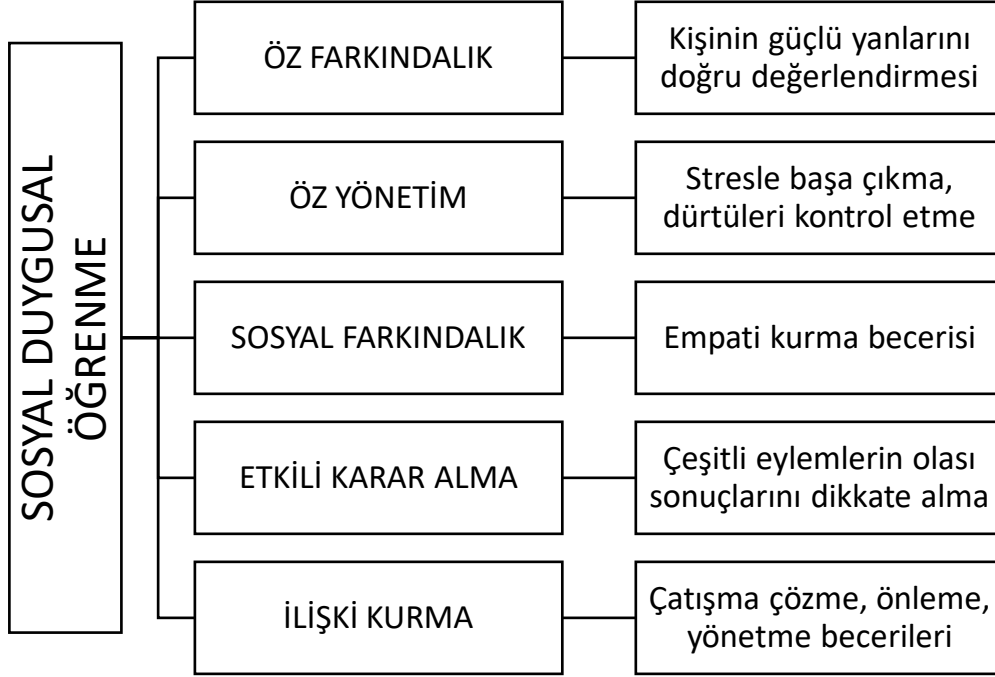 SOSYAL DUYGUSAL
ÖĞRENME
ÖZ FARKINDALIK
Kişinin güçlü yanlarını
doğru değerlendirmesi
ÖZ YÖNETİM
Stresle başa çıkma,
dürtüleri kontrol etme
SOSYAL FARKINDALIK
Empati kurma becerisi
ETKİLİ KARAR ALMA
Çeşitli eylemlerin olası
sonuçlarını dikkate alma
İLİŞKİ KURMA
Çatışma çözme, önleme,
yönetme becerileri